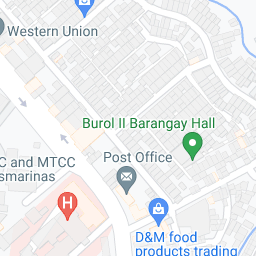 Western Union
Burol II Barangay Hall
Post Office
C and MTCC
smarinas
H
D&M food
products trading